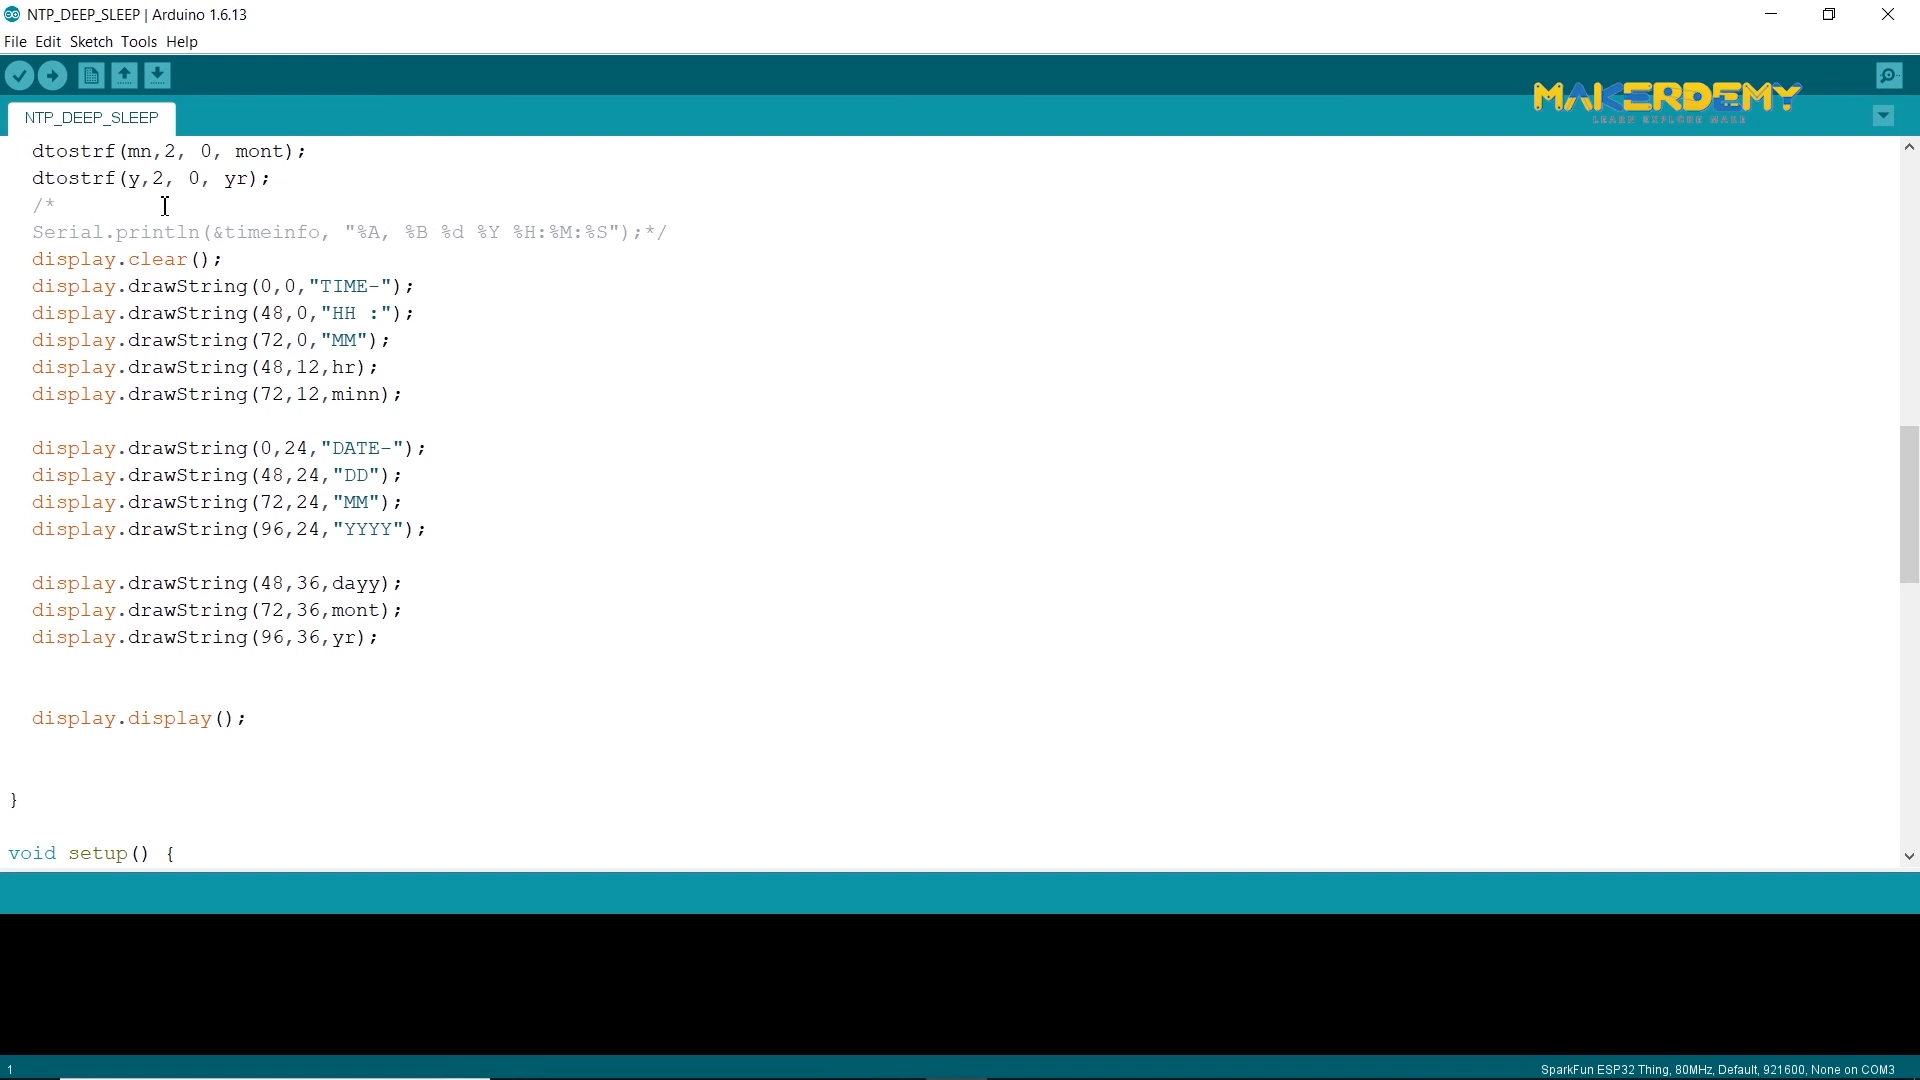 NTP_DEEP_SLEEP | Arduino 1.6.13
File Edit Sketch Tools Help
MAKERDEMY
LEARN EXPLORE MAKE
NTP_DEEP_SLEEP
dtostrf(mn,2, 0, mont);
dtostrf(y,2, 0, yr);
/*
Serial.println(&timeinfo, "%A, %B %d %Y %H:%M:%S");*/
display.clear();
display.drawString(0,0,"TIME-");
display.drawString(48,0,"HH :");
display.drawString(72,0,"MM");
display.drawString(48,12,hr);
display.drawString(72,12,minn);
display.drawString(0,24,"DATE-");
display.drawString(48,24,"DD");
display.drawString(72,24,"MM");
display.drawString(96,24,"YYYY");
display.drawString(48,36,dayy);
display.drawString(72,36,mont);
display.drawString(96,36,yr);
display.display();
}
void setup() {
1
SparkFun ESP32 Thing, 80MHz, Default, 921600, None on COM3